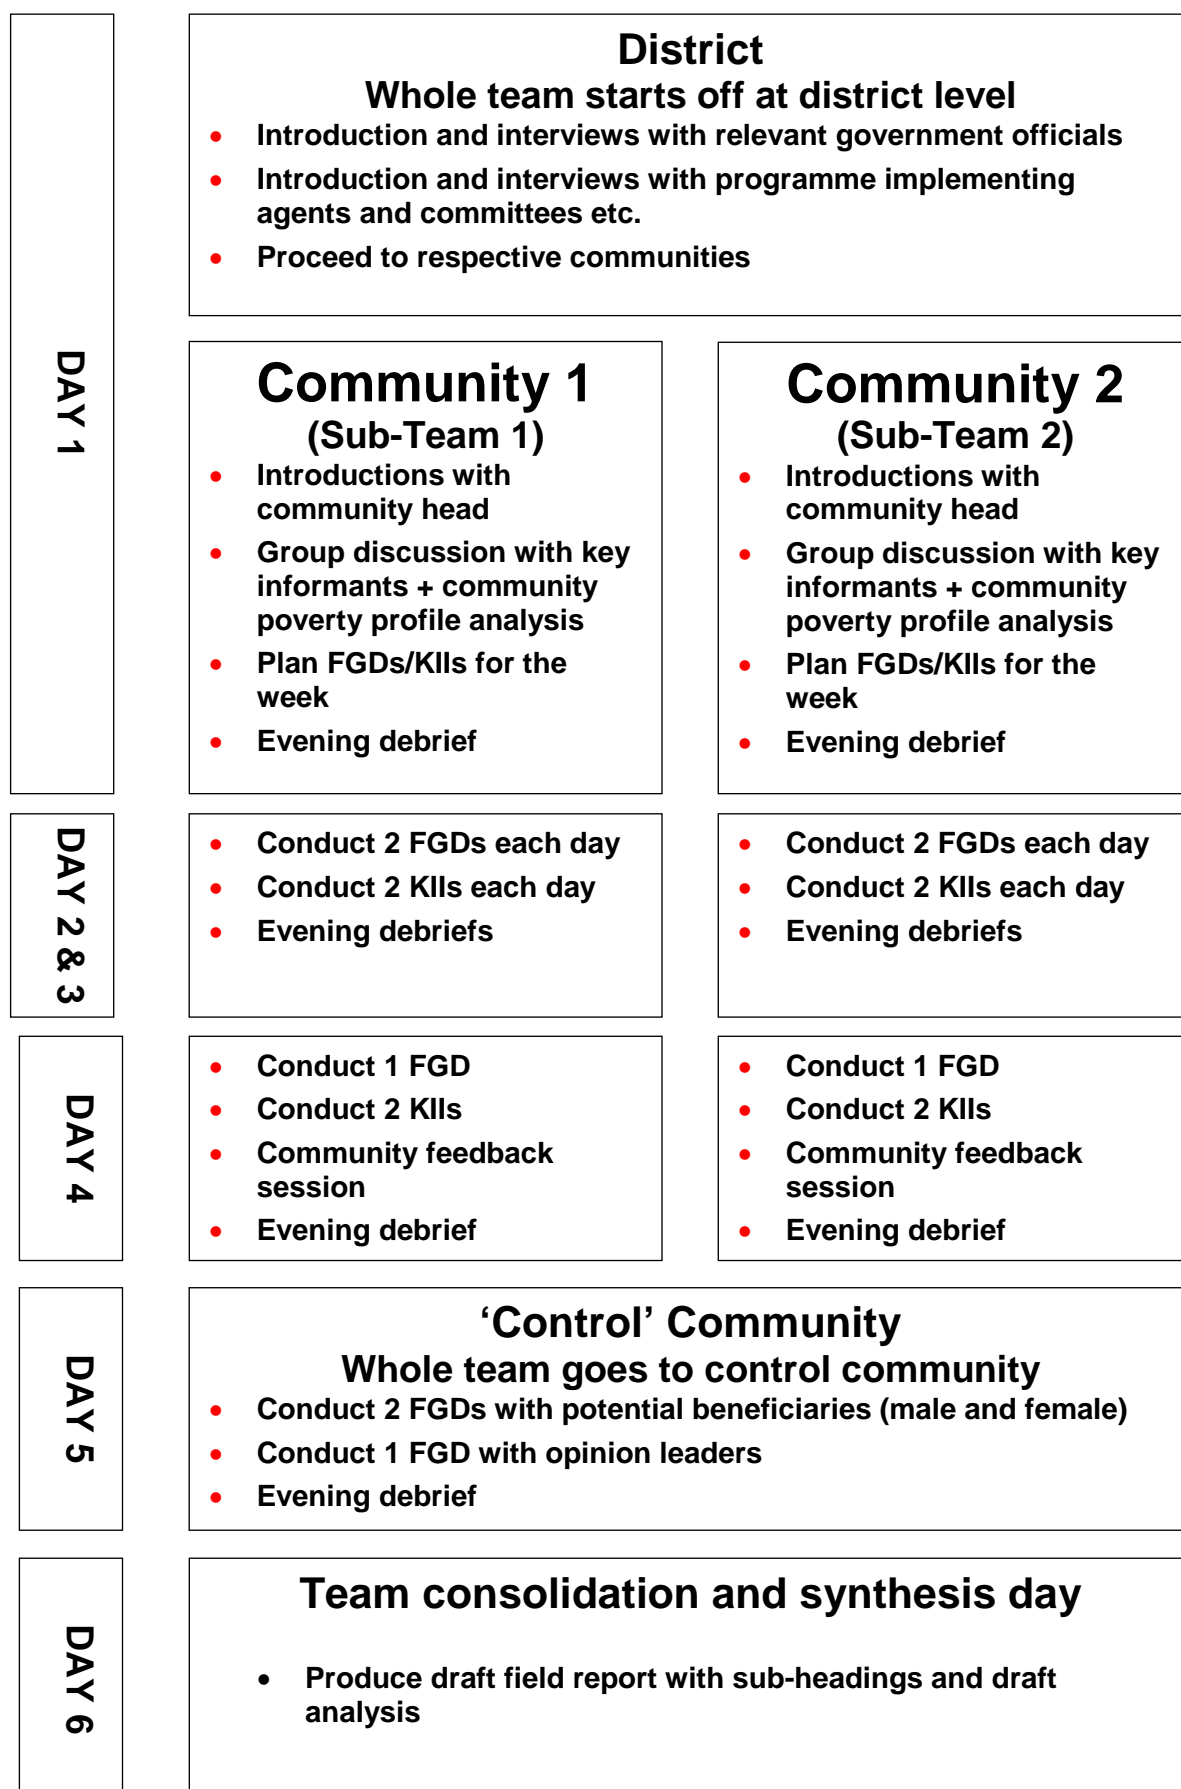 DAY 1
District
Whole team starts off at district level
• Introduction and interviews with relevant government officials
• Introduction and interviews with programme implementing
agents and committees etc.
• Proceed to respective communities
Community 1
(Sub-Team 1)
• Introductions with
community head
• Group discussion with key
informants + community
poverty profile analysis
• Plan FGDs/KIIs for the
week
• Evening debrief
Community 2
(Sub-Team 2)
• Introductions with
community head
• Group discussion with key
informants + community
poverty profile analysis
• Plan FGDs/KIIs for the
week
• Evening debrief
DAY 2 & 3
• Conduct 2 FGDs each day
• Conduct 2 KIIs each day
• Evening debriefs
• Conduct 2 FGDs each day
• Conduct 2 KIIs each day
• Evening debriefs
DAY 4
• Conduct 1 FGD
• Conduct 2 KIIs
• Community feedback
session
• Evening debrief
• Conduct 1 FGD
• Conduct 2 KIIs
• Community feedback
session
• Evening debrief
DAY 5
‘Control’ Community
Whole team goes to control community
• Conduct 2 FGDs with potential beneficiaries (male and female)
• Conduct 1 FGD with opinion leaders
• Evening debrief
DAY 6
Team consolidation and synthesis day
• Produce draft field report with sub-headings and draft
analysis